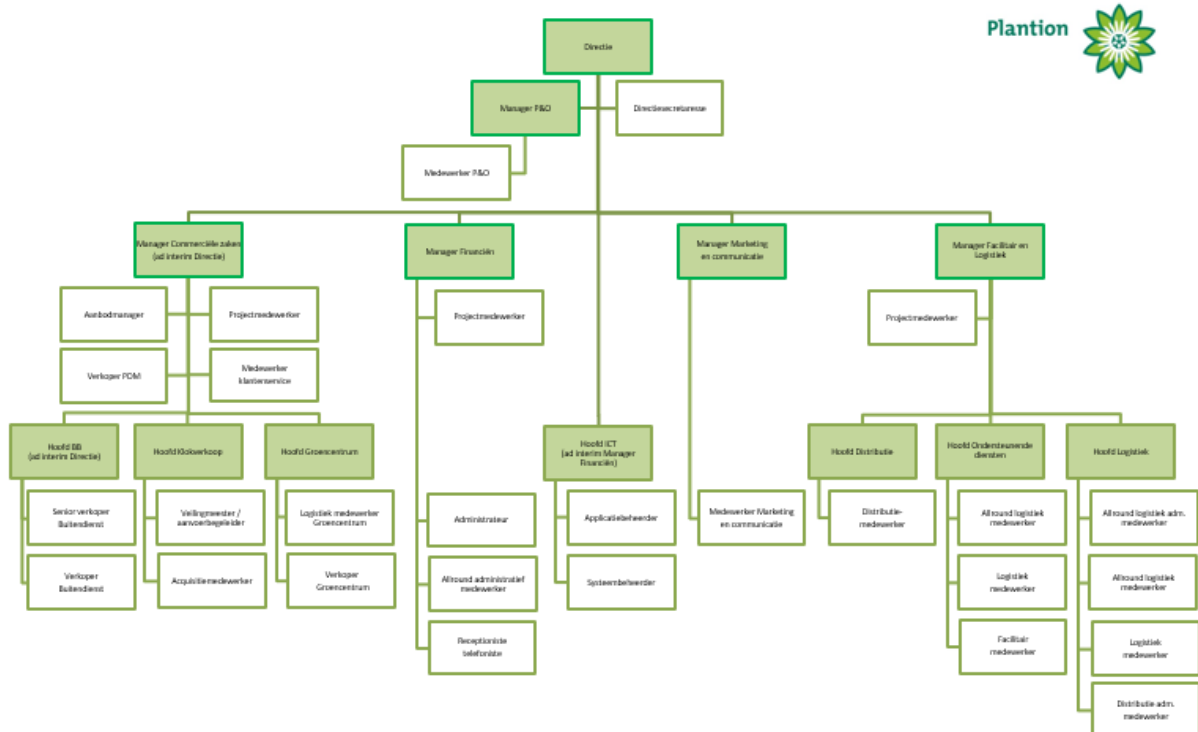 Plantion
Directie
Manager P&O
Directiesecretaresse
Medewerker P&O
Manager Commerciële zaken
(ad interim Directie)
Manager Financiën
Manager Marketing
en communicatie
Manager Facilitair en
Logistiek
Aanbodmanager
Projectmedewerker
Projectmedewerker
Projectmedewerker
Verkoper PDM
Medewerker
klantenservice
Hoofd BB
(ad interim Directie)
Hoofd Klokverkoop
Hoofd Groencentrum
Hoofd ICT
(ad interim Manager
Financiën)
Hoofd Distributie
Hoofd Ondersteunende
diensten
Hoofd Logistiek
Senior verkoper
Buitendienst
Veilingmeester /
aanvoerbegeleider
Logistiek medewerker
Groencentrum
Administrateur
Applicatiebeheerder
Medewerker Marketing
en communicatie
Distributie-
medewerker
Allround logistiek
medewerker
Allround logistiek adm.
medewerker
Verkoper
Buitendienst
Acquisitiemedewerker
Verkoper
Groencentrum
Allround administratief
medewerker
Systeembeheerder
Logistiek
medewerker
Allround logistiek
medewerker
Receptioniste
telefoniste
Facilitair
medewerker
Logistiek
medewerker
Distributie adm.
medewerker